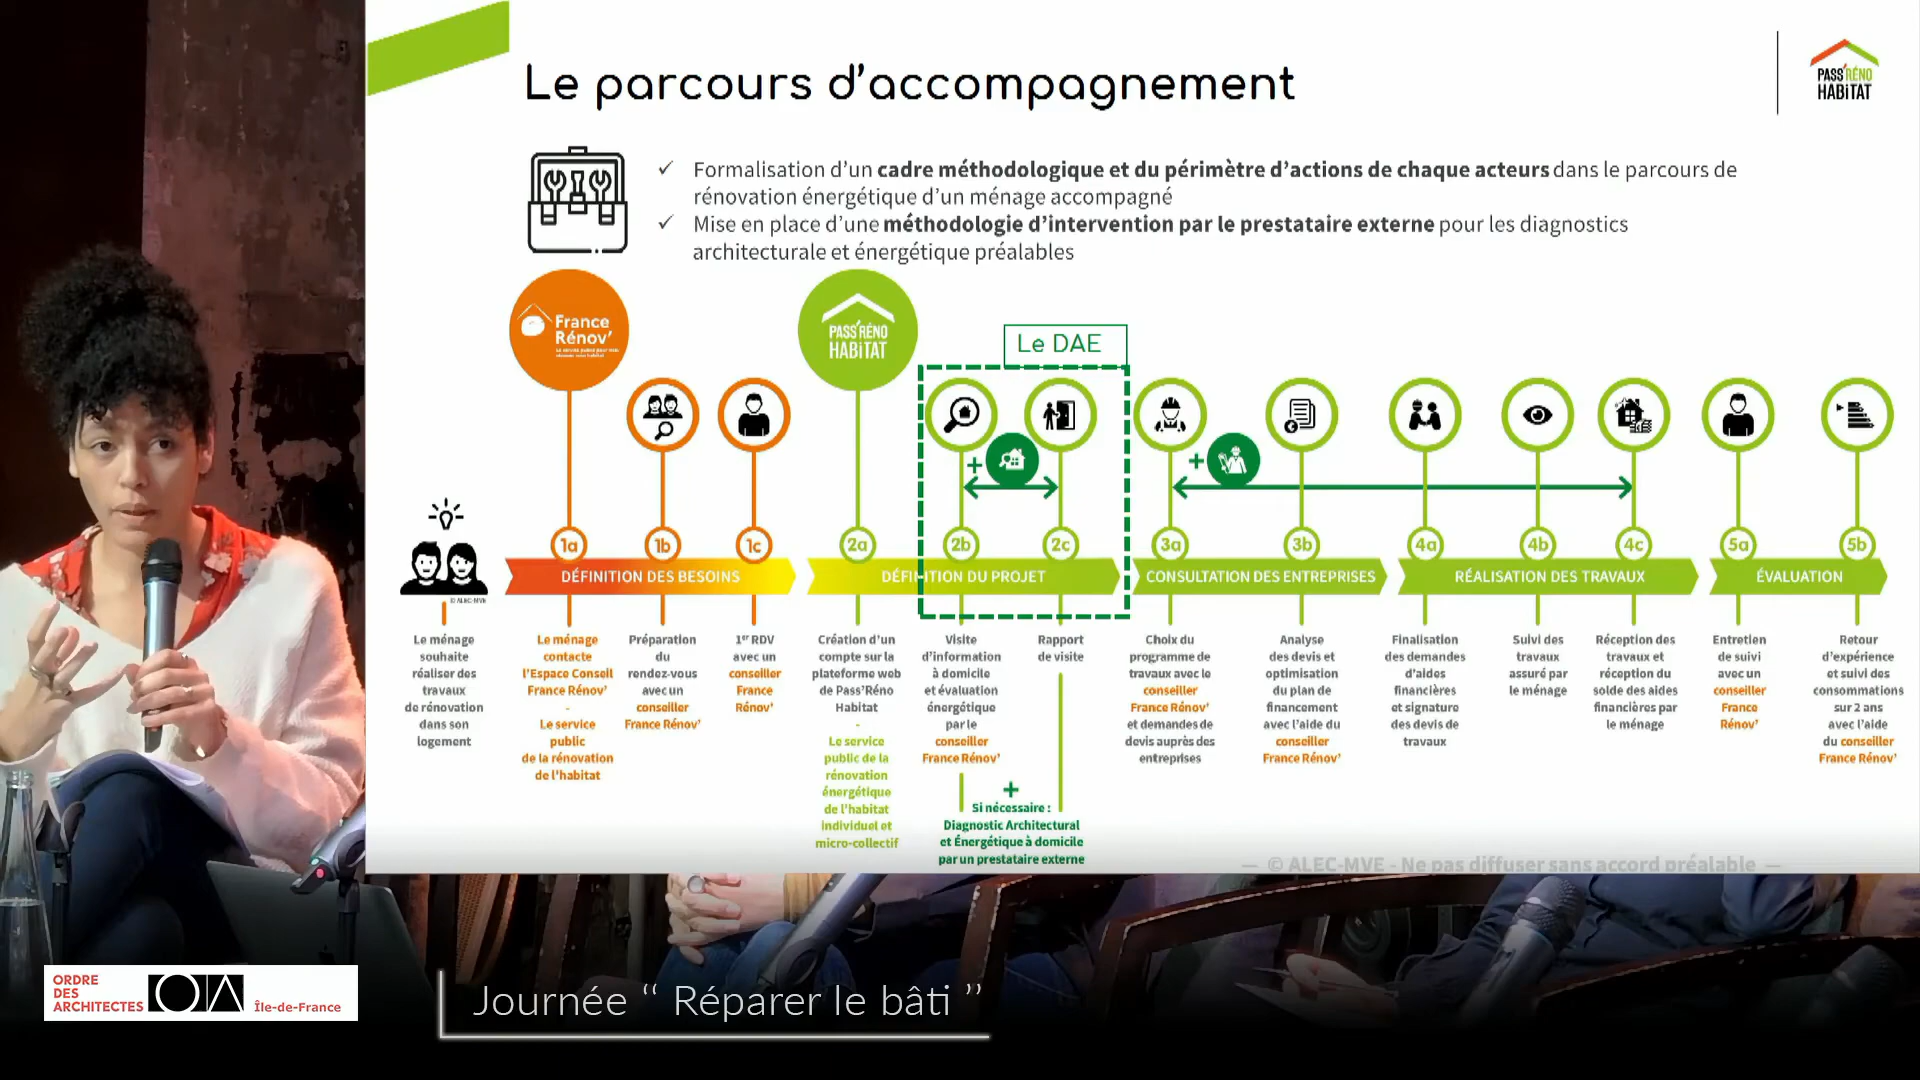 Le parcours d'accompagnement
PASS'RÉNO
HABiTAT
✓ Formalisation d'un cadre méthodologique et du périmètre d'actions de chaque acteurs dans le parcours de
rénovation énergétique d'un ménage accompagné
✓ Mise en place d'une méthodologie d'intervention par le prestataire externe pour les diagnostics
architecturale et énergétique préalables
France
Rénov'
PASS'RÉNO
HABiTAT
Le DAE
+
+
1a
1b
1c
2a
2b
2c
3a
3b
4a
4b
4c
5a
5b
DÉFINITION DES BESOINS
DÉFINITION DU PROJET
CONSULTATION DES ENTREPRISES
RÉALISATION DES TRAVAUX
ÉVALUATION
© ALEC-MVE
Le ménage
souhaite
réaliser des
travaux
de rénovation
dans son
logement
Le ménage
contacte
l'Espace Conseil
France Rénov'
-
Le service
public
de la rénovation
de l'habitat
Préparation
du
rendez-vous
avec un
conseiller
France Rénov'
1er RDV
avec un
conseiller
France
Rénov'
Création d'un
compte sur la
plateforme web
de Pass'Réno
Habitat
-
Le service
public de la
rénovation
énergétique
de l'habitat
individuel et
micro-collectif
Visite
d'information
à domicile
et évaluation
énergétique
par le
conseiller
France Rénov'
Rapport
de visite
+
Si nécessaire :
Diagnostic Architectural
et Énergétique à domicile
par un prestataire externe
Choix du
programme de
travaux avec le
conseiller
France Rénov'
et demandes de
devis auprès des
entreprises
Analyse
des devis et
optimisation
du plan de
financement
avec l'aide du
conseiller
France Rénov'
Finalisation
des demandes
d'aides
financières
et signature
des devis de
travaux
Suivi des
travaux
assuré par
le ménage
Réception des
travaux et
réception du
solde des aides
financières par
le ménage
Entretien
de suivi
avec un
conseiller
France
Rénov'
Retour
d'expérience
et suivi des
consommations
sur 2 ans
avec l'aide
du conseiller
France Rénov'
— © ALEC-MVE - Ne pas diffuser sans accord préalable —
ORDRE
DES
ARCHITECTES
Île-de-France
Journée “ Réparer le bâti ”